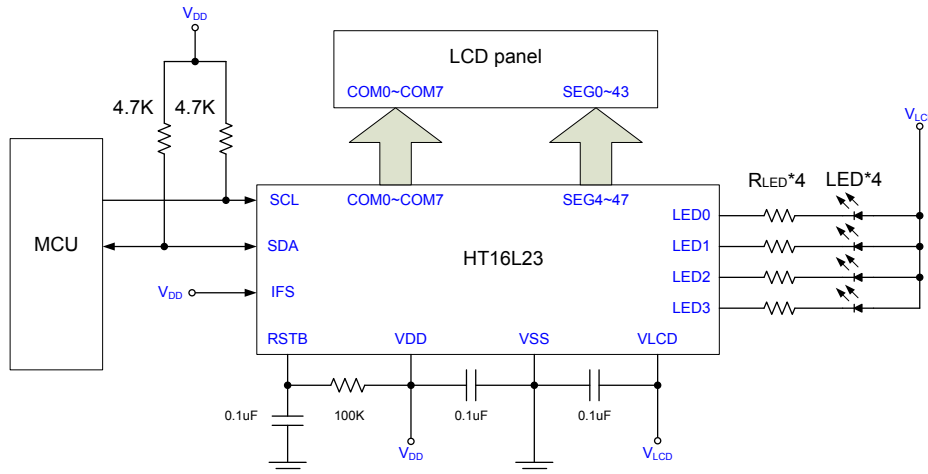 VDD
LCD panel
COM0~COM7 SEG0~43
4.7K 4.7K
VLC
RLED*4 LED*4
MCU
SCL COM0~COM7 SEG4~47
LED0
SDA HT16L23 LED1
VDD IFS LED2
LED3
RSTB VDD VSS VLCD
0.1uF 100K 0.1uF 0.1uF
VDD VLCD